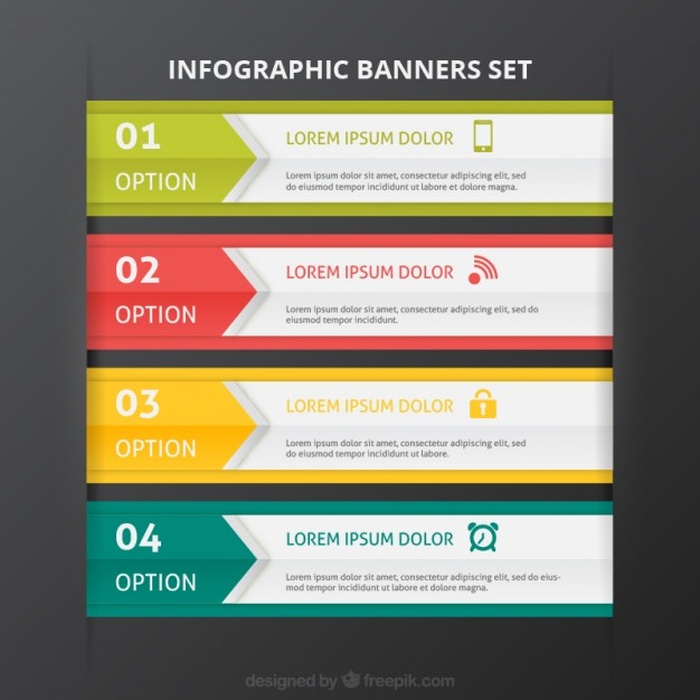 INFOGRAPHIC BANNERS SET
01
OPTION
LOREM IPSUM DOLOR
Lorem ipsum dolor sit amet, consectetur adipiscing elit, sed
do eiusmod tempor incididunt ut labore et dolore magna.
02
OPTION
LOREM IPSUM DOLOR
Lorem ipsum dolor sit amet, consectetur adipiscing elit, sed do
eiusmod tempor incididunt.
03
OPTION
LOREM IPSUM DOLOR
Lorem ipsum dolor sit amet, consectetur adipiscing elit, sed
do eiusmod tempor incididunt ut labore.
04
OPTION
LOREM IPSUM DOLOR
Lorem ipsum dolor sit amet, consectetur adipiscing elit, sed do eius-
mod tempor incididunt ut labore et dolore magna.
designed by freepik.com